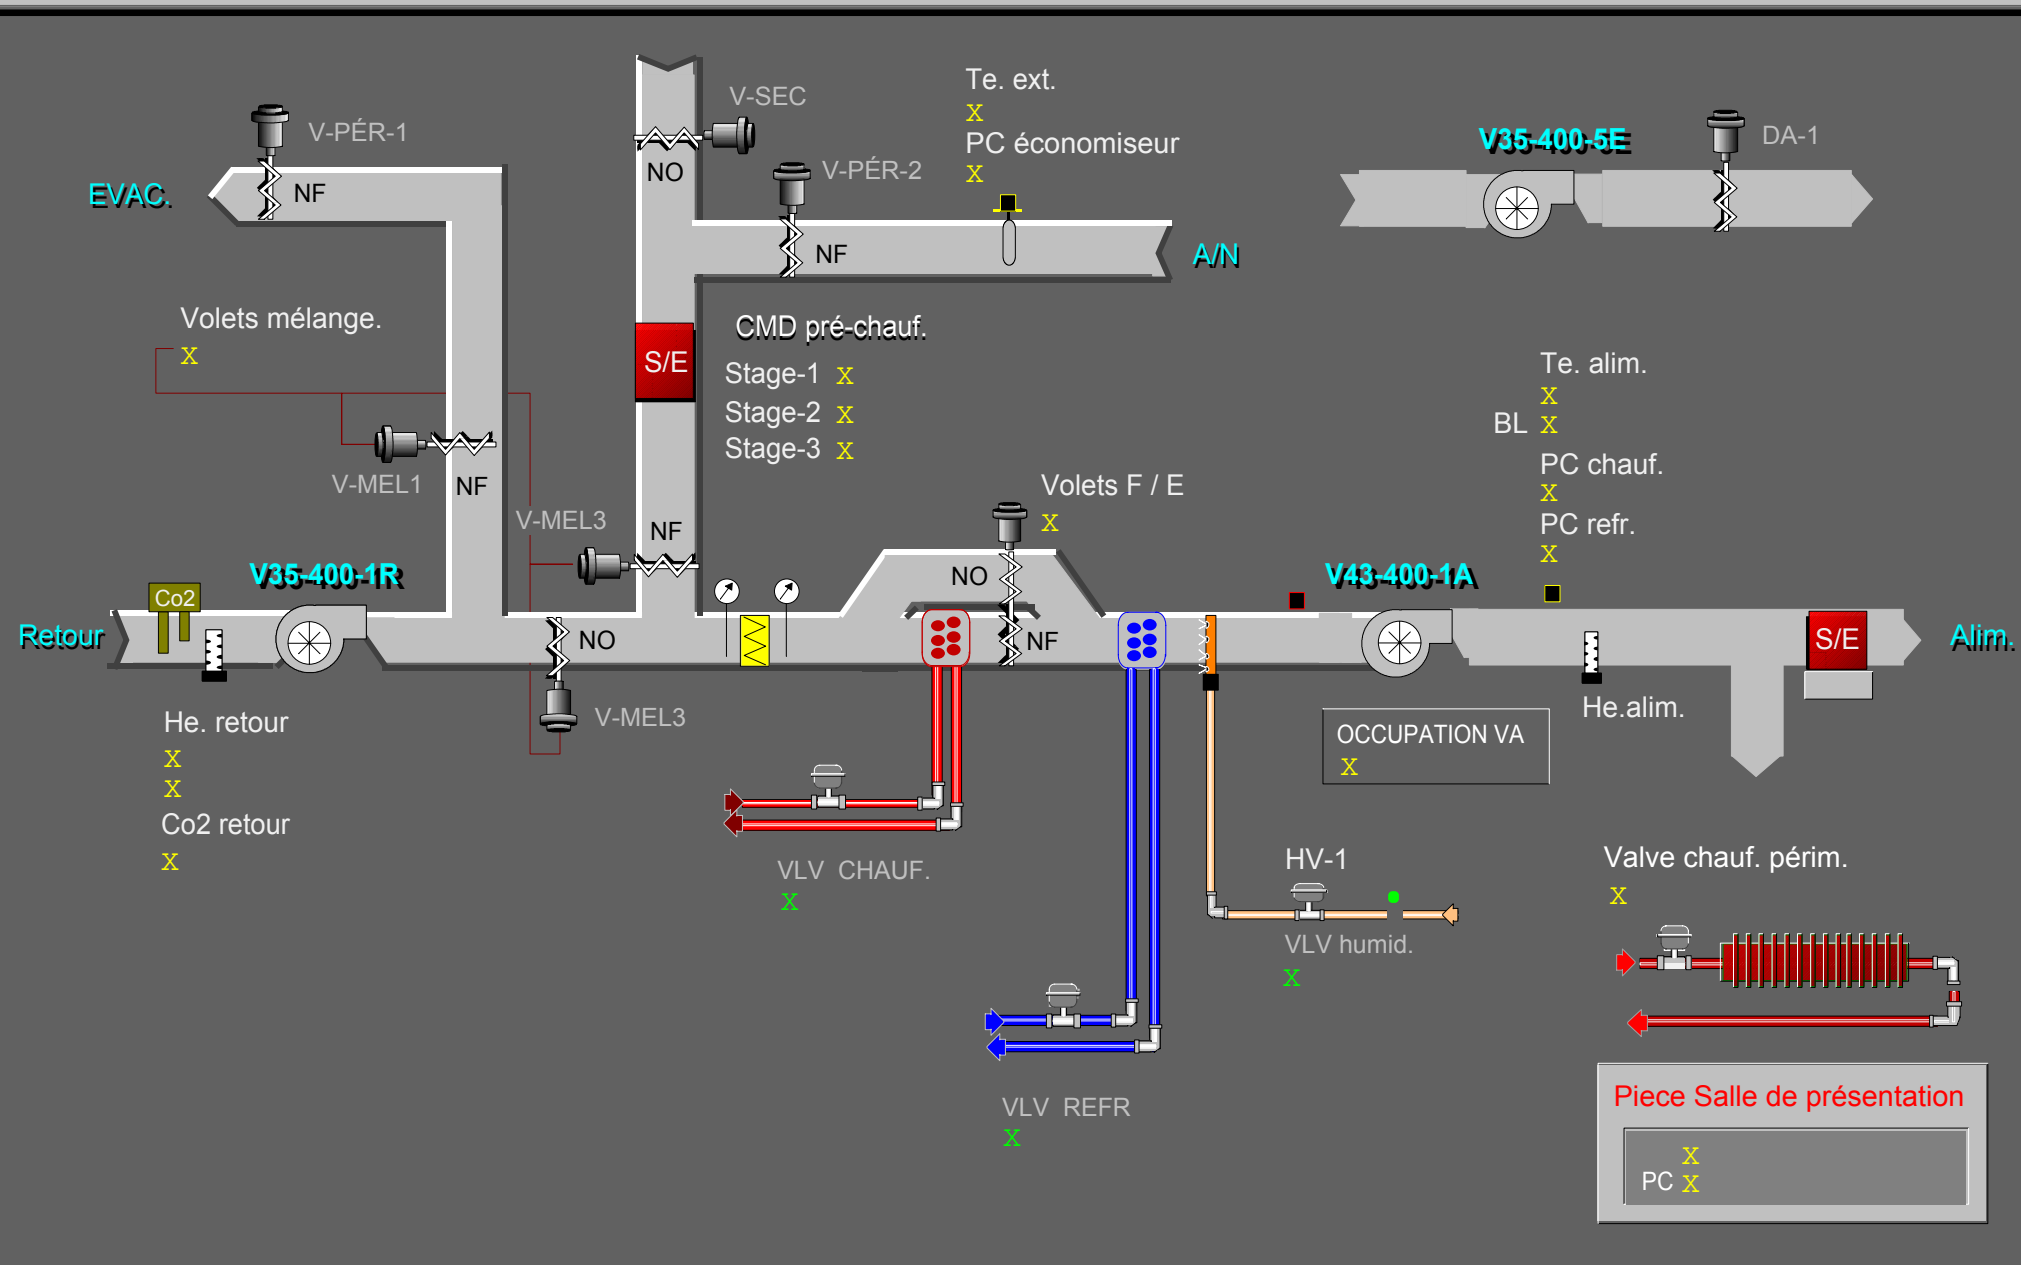 Te. ext.
V-SEC
X
V-PÉR-1
PC économiseur
V35-400-5E
DA-1
V-PÉR-2
X
NO
EVAC.
NF
NF
A/N
Volets mélange.
X
CMD pré-chauf.
S/E
Stage-1 X
Stage-2 X
Stage-3 X
Te. alim.
X
BL X
PC chauf.
X
PC refr.
X
V-MEL1
NF
Volets F / E
X
V-MEL3
NF
V35-400-1R
NO
V43-400-1A
Co2
Retour
NO
NF
S/E
Alim.
He. retour
X
X
V-MEL3
He.alim.
OCCUPATION VA
X
Co2 retour
X
VLV CHAUF.
X
HV-1
Valve chauf. périm.
X
VLV humid.
X
VLV REFR
X
Piece Salle de présentation
X
PC X